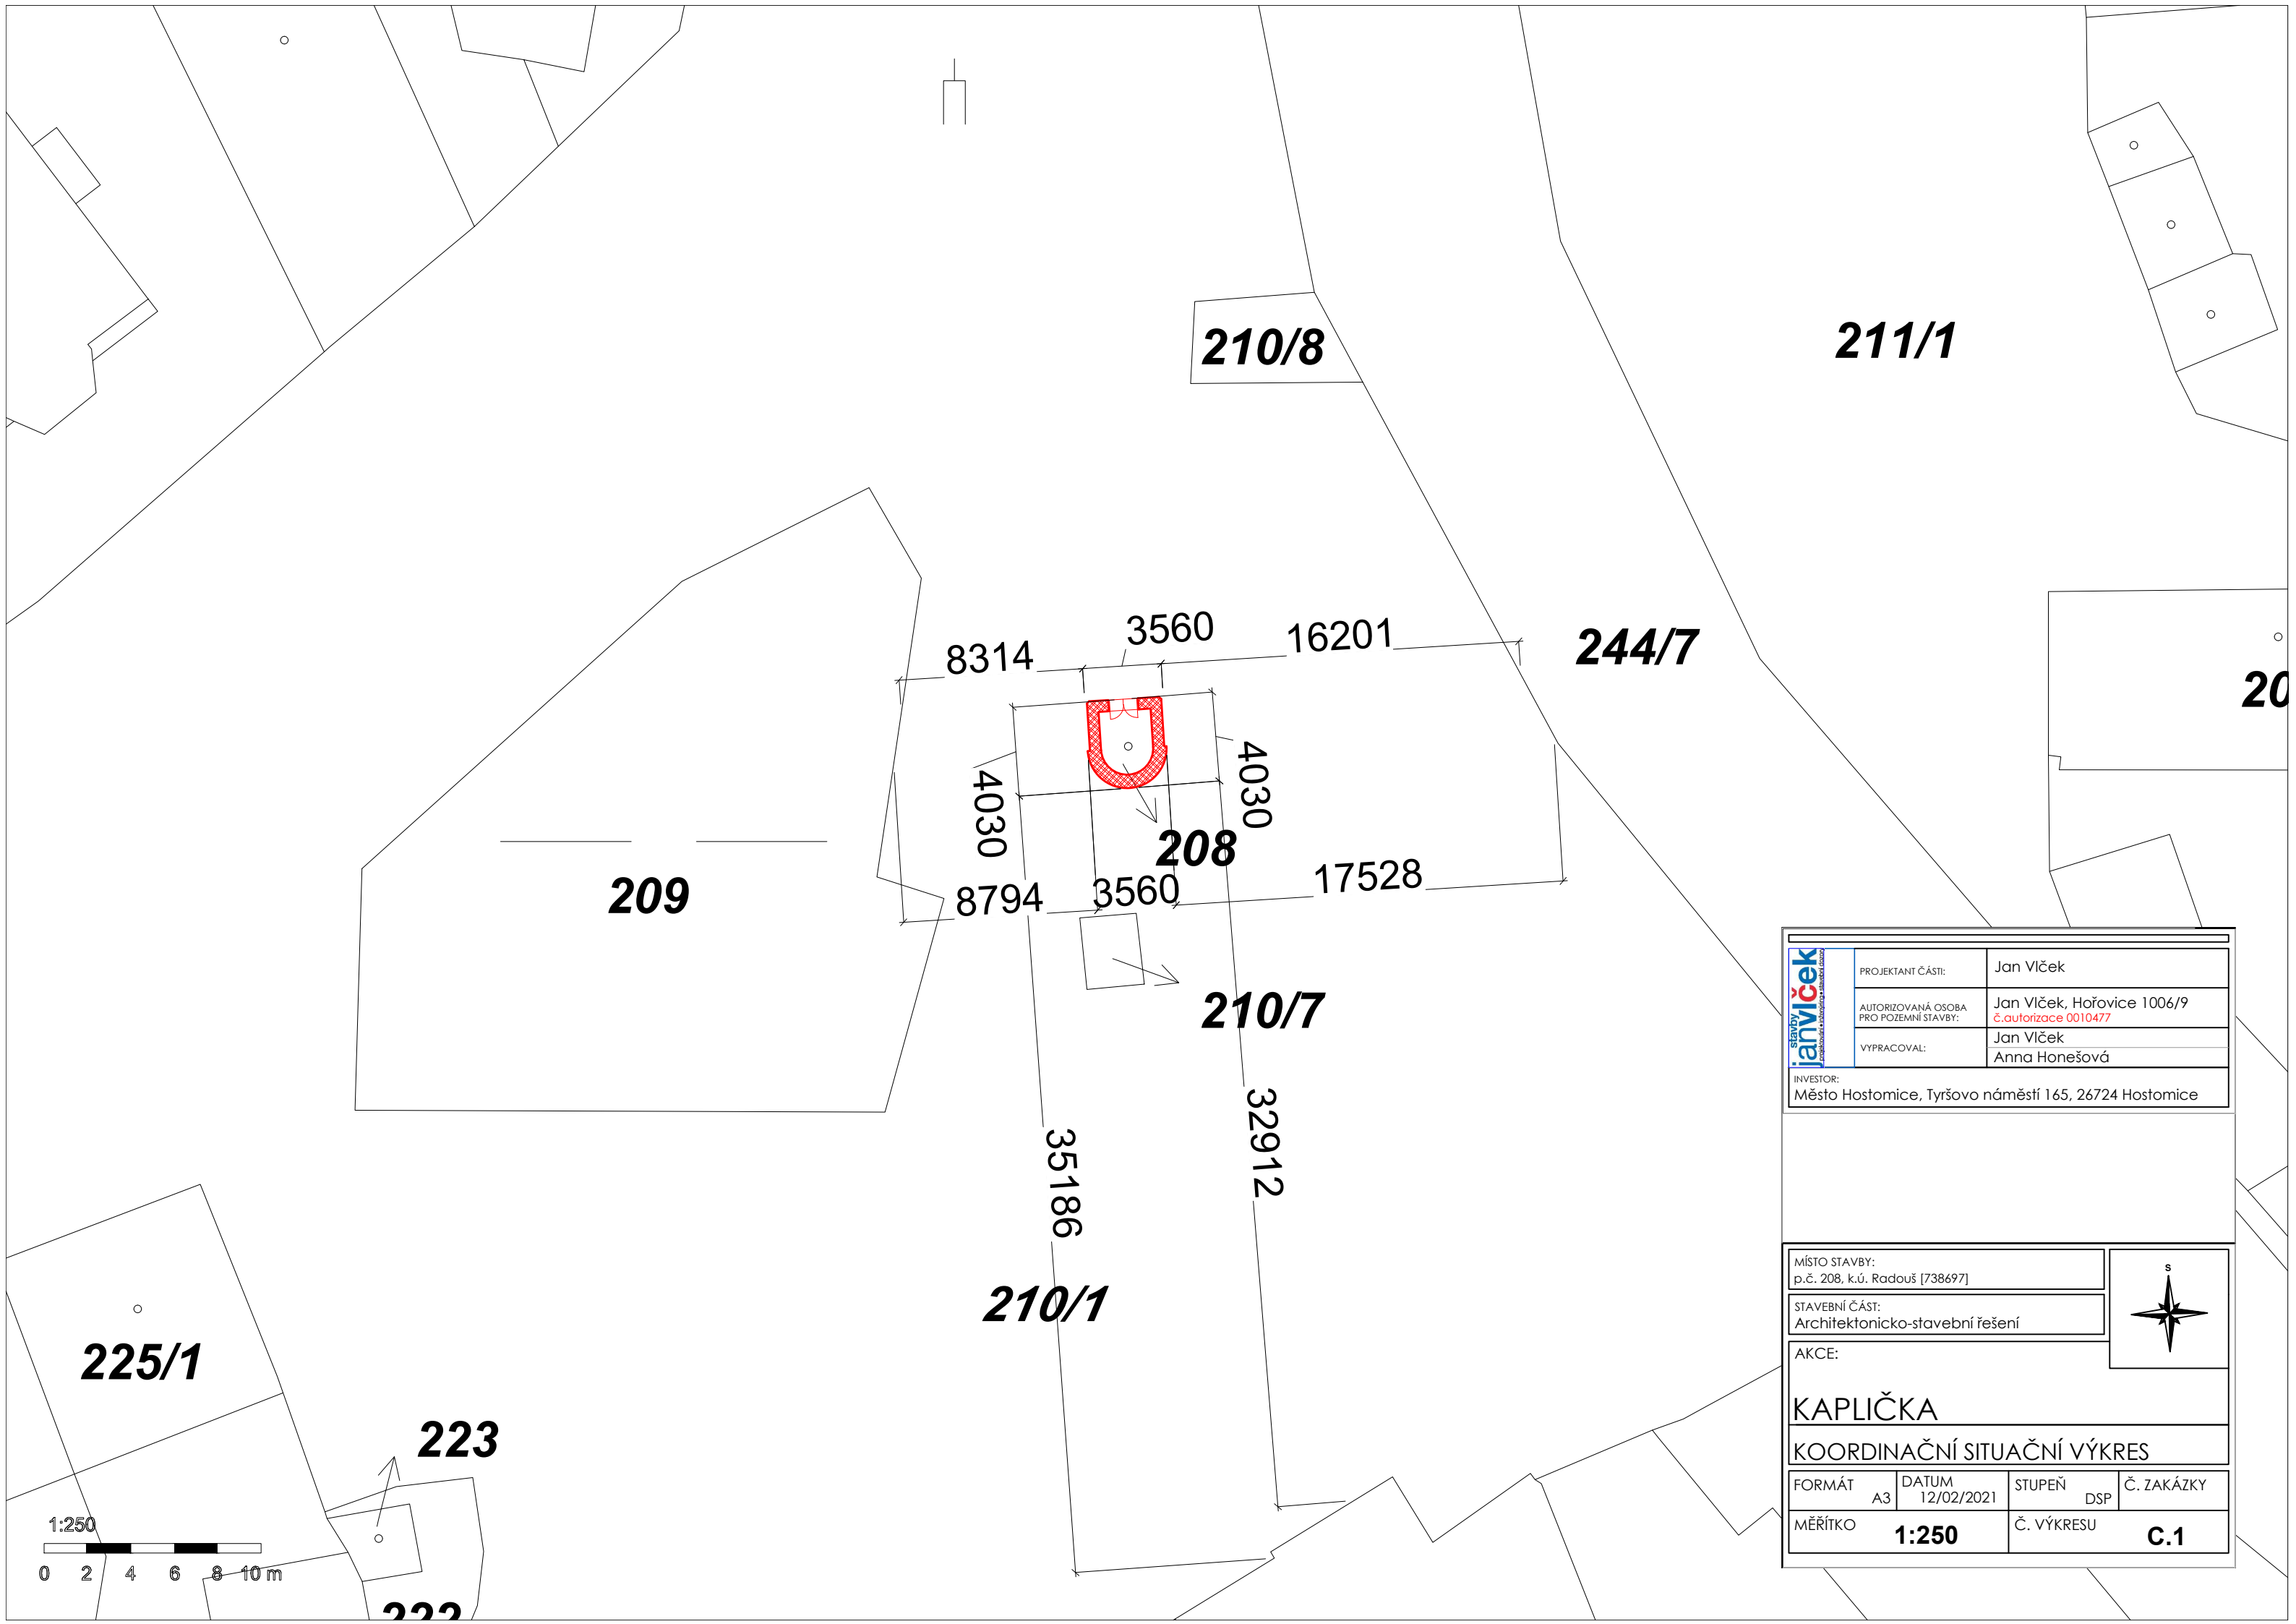 210/8
211/1
3560
16201
8314
244/7
20
4030
4030
208
209
8794
3560
17528
210/7
35186
32912
210/1
225/1
223
222
1:250
0 2 4 6 8 10 m
stavby
janvlček
PROJEKTANT ČÁSTI:
Jan Vlček
AUTORIZOVANÁ OSOBA
PRO POZEMNÍ STAVBY:
Jan Vlček, Hořovice 1006/9
č.autorizace 0010477
VYPRACOVAL:
Jan Vlček
Anna Honešová
INVESTOR:
Město Hostomice, Tyršovo náměstí 165, 26724 Hostomice
MÍSTO STAVBY:
p.č. 208, k.ú. Radouš [738697]
S
STAVEBNÍ ČÁST:
Architektonicko-stavební řešení
AKCE:
KAPLIČKA
KOORDINAČNÍ SITUAČNÍ VÝKRES
FORMÁT
A3
DATUM
12/02/2021
STUPEŇ
DSP
Č. ZAKÁZKY
MĚŘÍTKO
1:250
Č. VÝKRESU
C.1